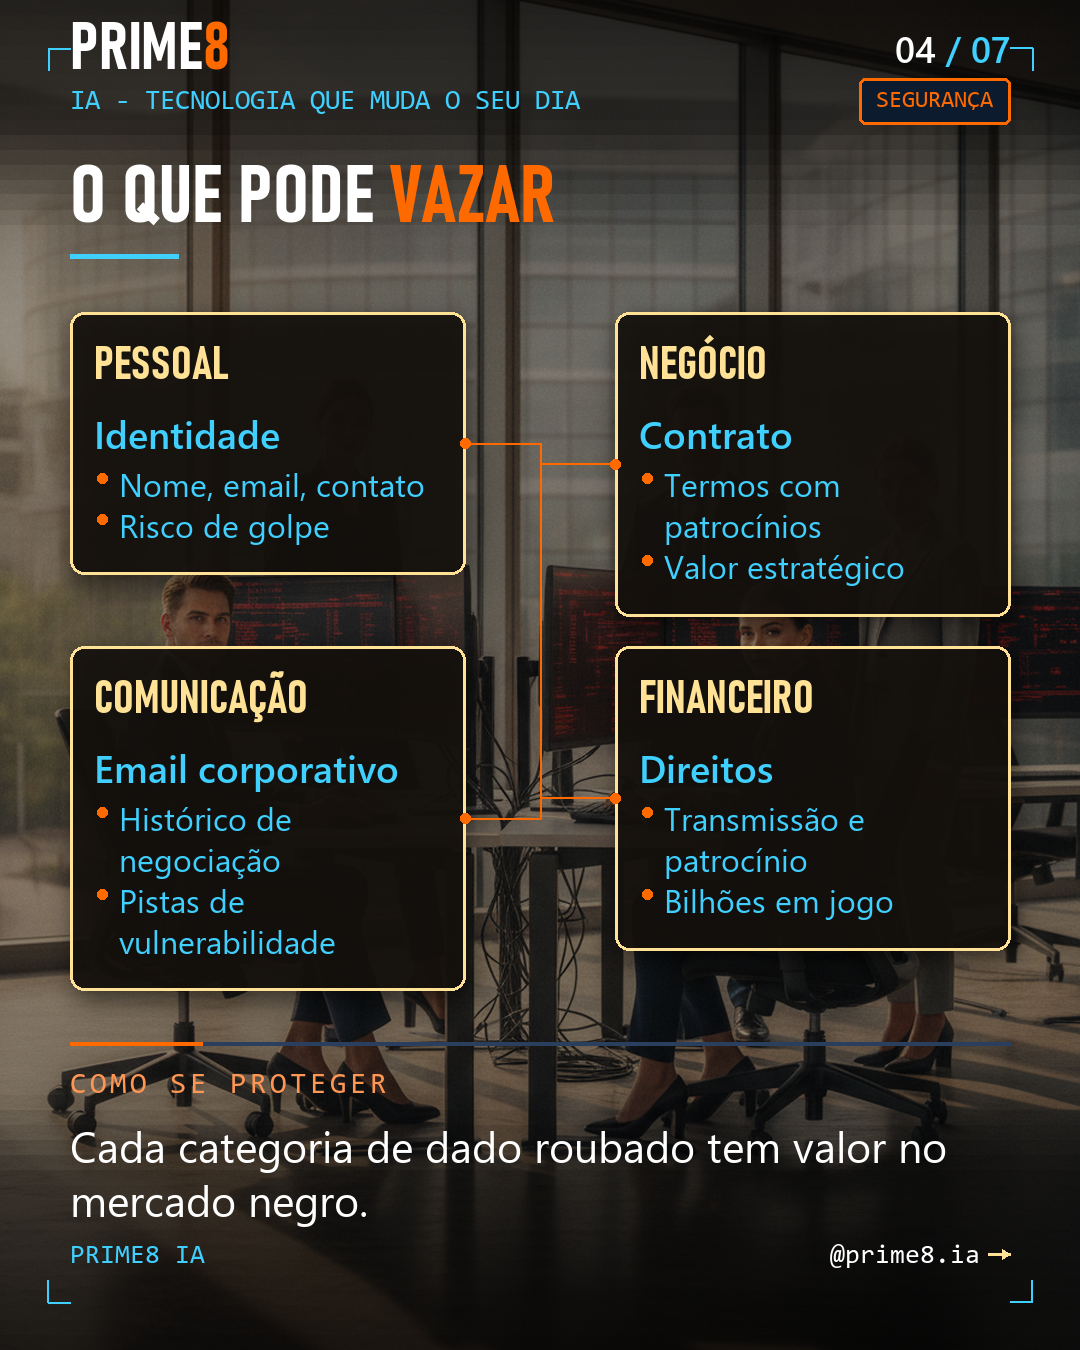 PRIME8
04 / 07
IA - TECNOLOGIA QUE MUDA O SEU DIA
SEGURANÇA
O QUE PODE VAZAR
PESSOAL
Identidade
Nome, email, contato
Risco de golpe
NEGÓCIO
Contrato
Termos com
patrocínios
Valor estratégico
COMUNICAÇÃO
Email corporativo
Histórico de
negociação
Pistas de
vulnerabilidade
FINANCEIRO
Direitos
Transmissão e
patrocínio
Bilhões em jogo
COMO SE PROTEGER
Cada categoria de dado roubado tem valor no
mercado negro.
PRIME8 IA
@prime8.ia